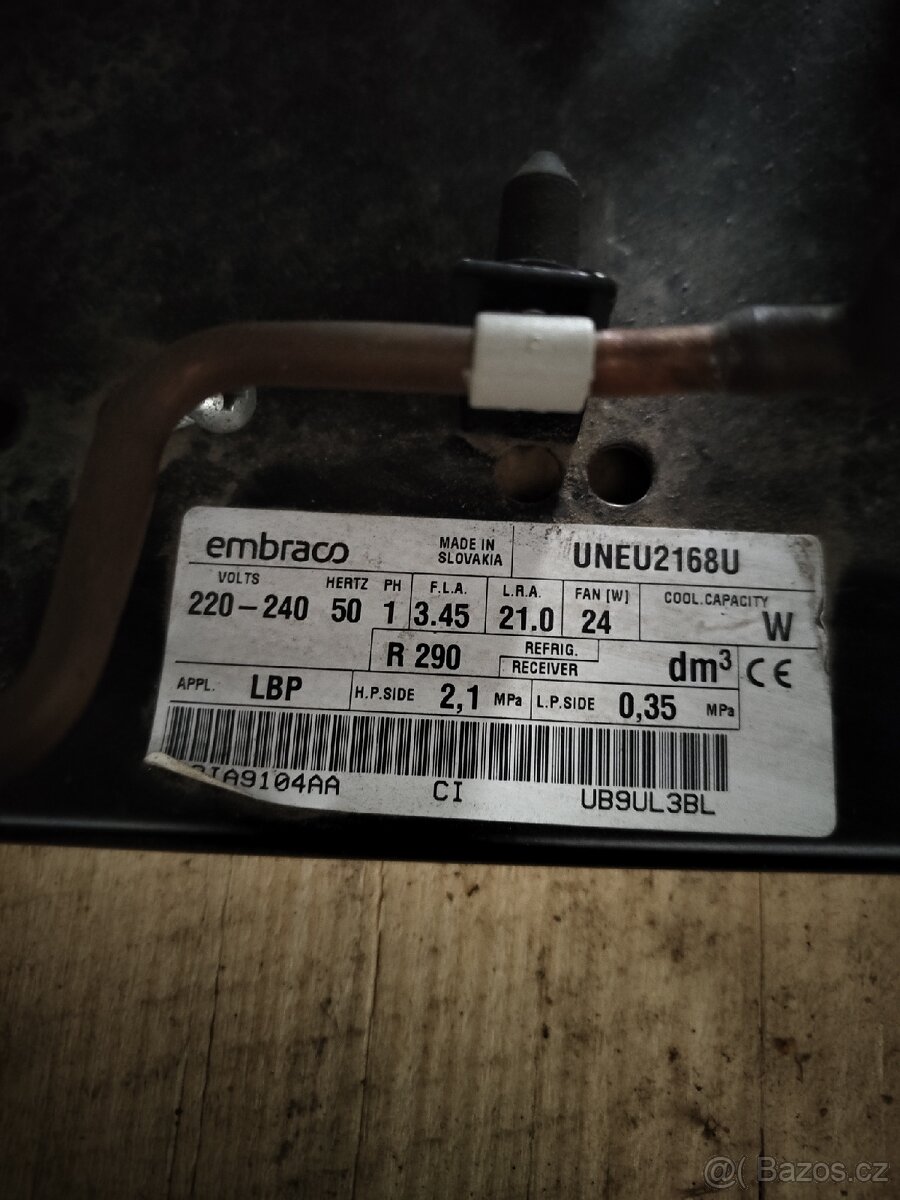 embraco MADE IN SLOVAKIA UNEU2168U
VOLTS HERTZ PH F.L.A. L.R.A. FAN [W] COOL.CAPACITY
220-240 50 1 3.45 21.0 24 W
R 290 REFRIG. RECEIVER dm³ CE
APPL. LBP H.P.SIDE 2,1 MPa L.P.SIDE 0,35 MPa
IA9104AA CI UB9UL3BL
@( Bazos.cz